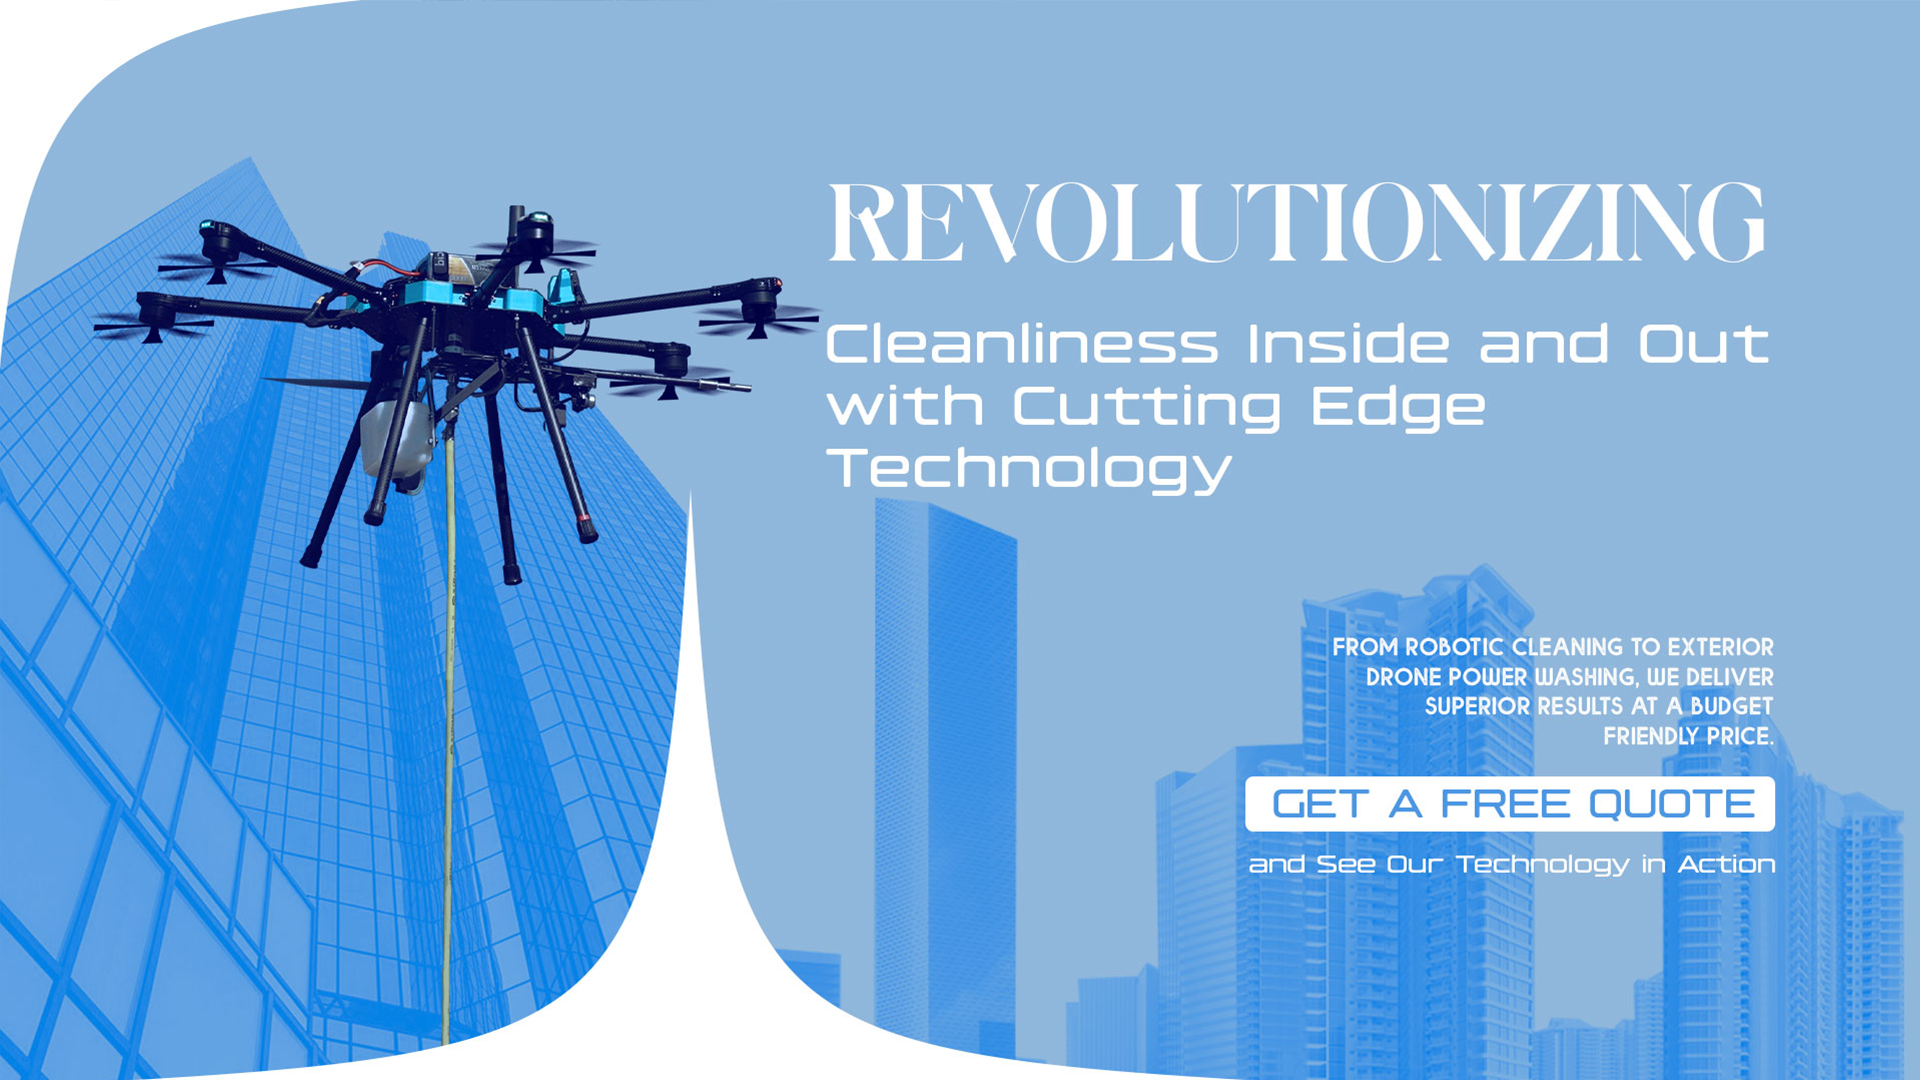 REVOLUTIONIZING
Cleanliness Inside and Out
with Cutting Edge
Technology
FROM ROBOTIC CLEANING TO EXTERIOR
DRONE POWER WASHING, WE DELIVER
SUPERIOR RESULTS AT A BUDGET
FRIENDLY PRICE.
GET A FREE QUOTE
and See Our Technology in Action